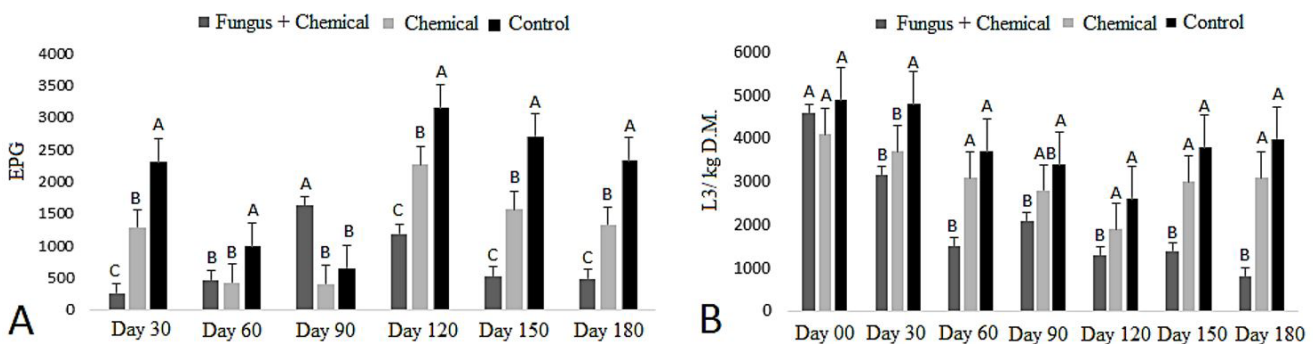 Fungus + Chemical Chemical Control
4000
3500
3000
2500
2000
1500
1000
500
0
EPG
C B A
B B A
A B B
C B A
C B A
C B A
Day 30 Day 60 Day 90 Day 120 Day 150 Day 180
A
Fungus + Chemical Chemical Control
6000
5000
4000
3000
2000
1000
0
L3/ kg D.M.
A A A
B B A
B A A
B AB A
B A A
B A A
B A A
Day 00 Day 30 Day 60 Day 90 Day 120 Day 150 Day 180
B